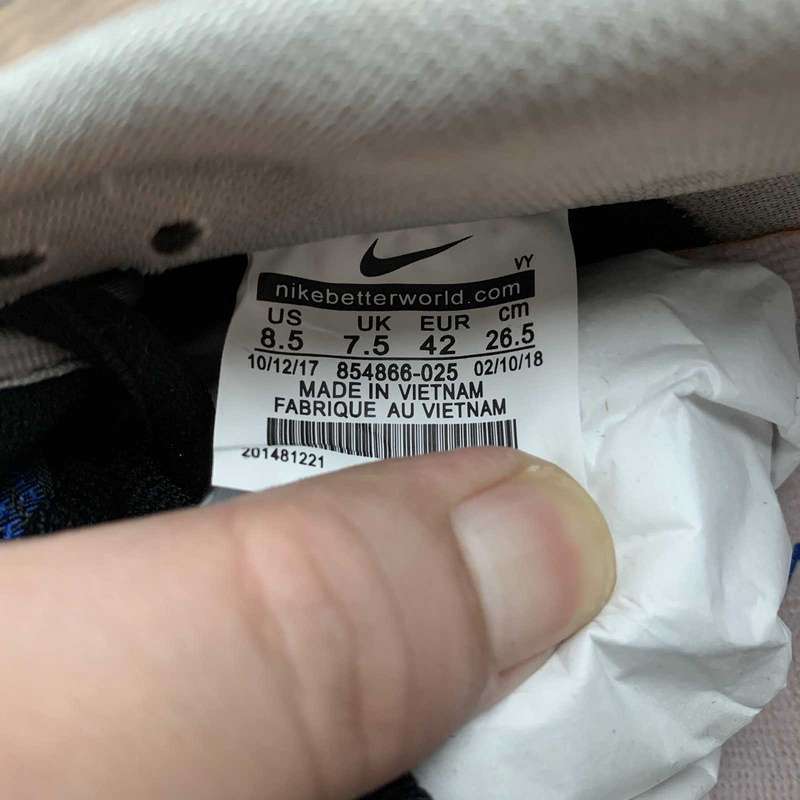 VY
nikebetterworld.com
US UK EUR cm
8.5 7.5 42 26.5
10/12/17 854866-025 02/10/18
MADE IN VIETNAM
FABRIQUE AU VIETNAM
201481221